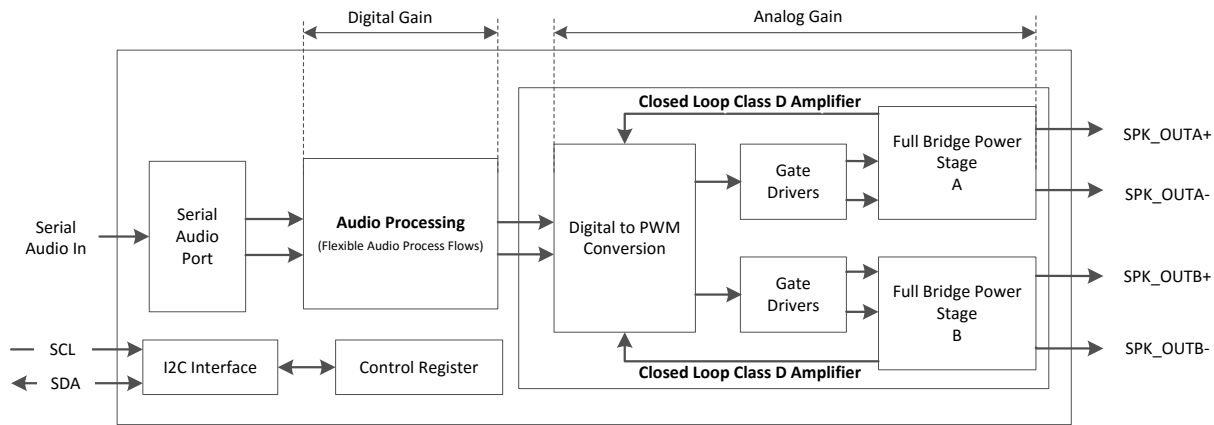 Digital Gain
Analog Gain
Closed Loop Class D Amplifier
Serial
Audio In
Serial
Audio
Port
Audio Processing
(Flexible Audio Process Flows)
Digital to PWM
Conversion
Gate
Drivers
Full Bridge Power
Stage
A
SPK_OUTA+
SPK_OUTA-
Gate
Drivers
Full Bridge Power
Stage
B
SPK_OUTB+
SPK_OUTB-
Closed Loop Class D Amplifier
SCL
SDA
I2C Interface
Control Register